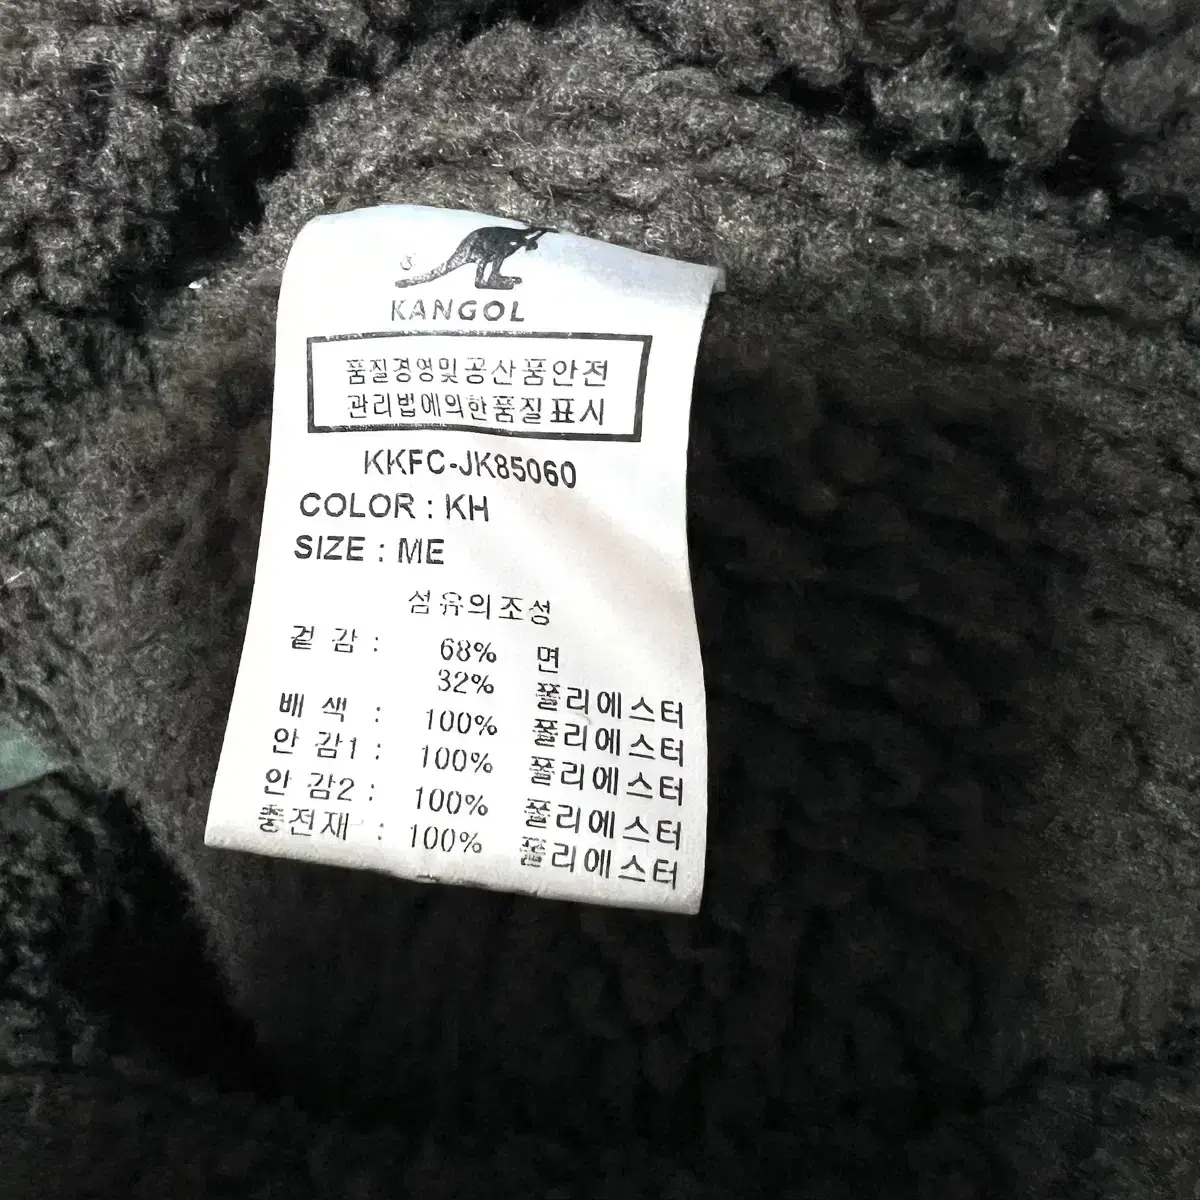 ®
KANGOL
품질경영및공산품안전
관리법에의한품질표시
KKFC-JK85060
COLOR : KH
SIZE : ME
섬유의조성
겉 감 : 68% 면
32% 폴리에스터
배 색 : 100% 폴리에스터
안 감1 : 100% 폴리에스터
안 감2 : 100% 폴리에스터
충전재 : 100% 폴리에스터